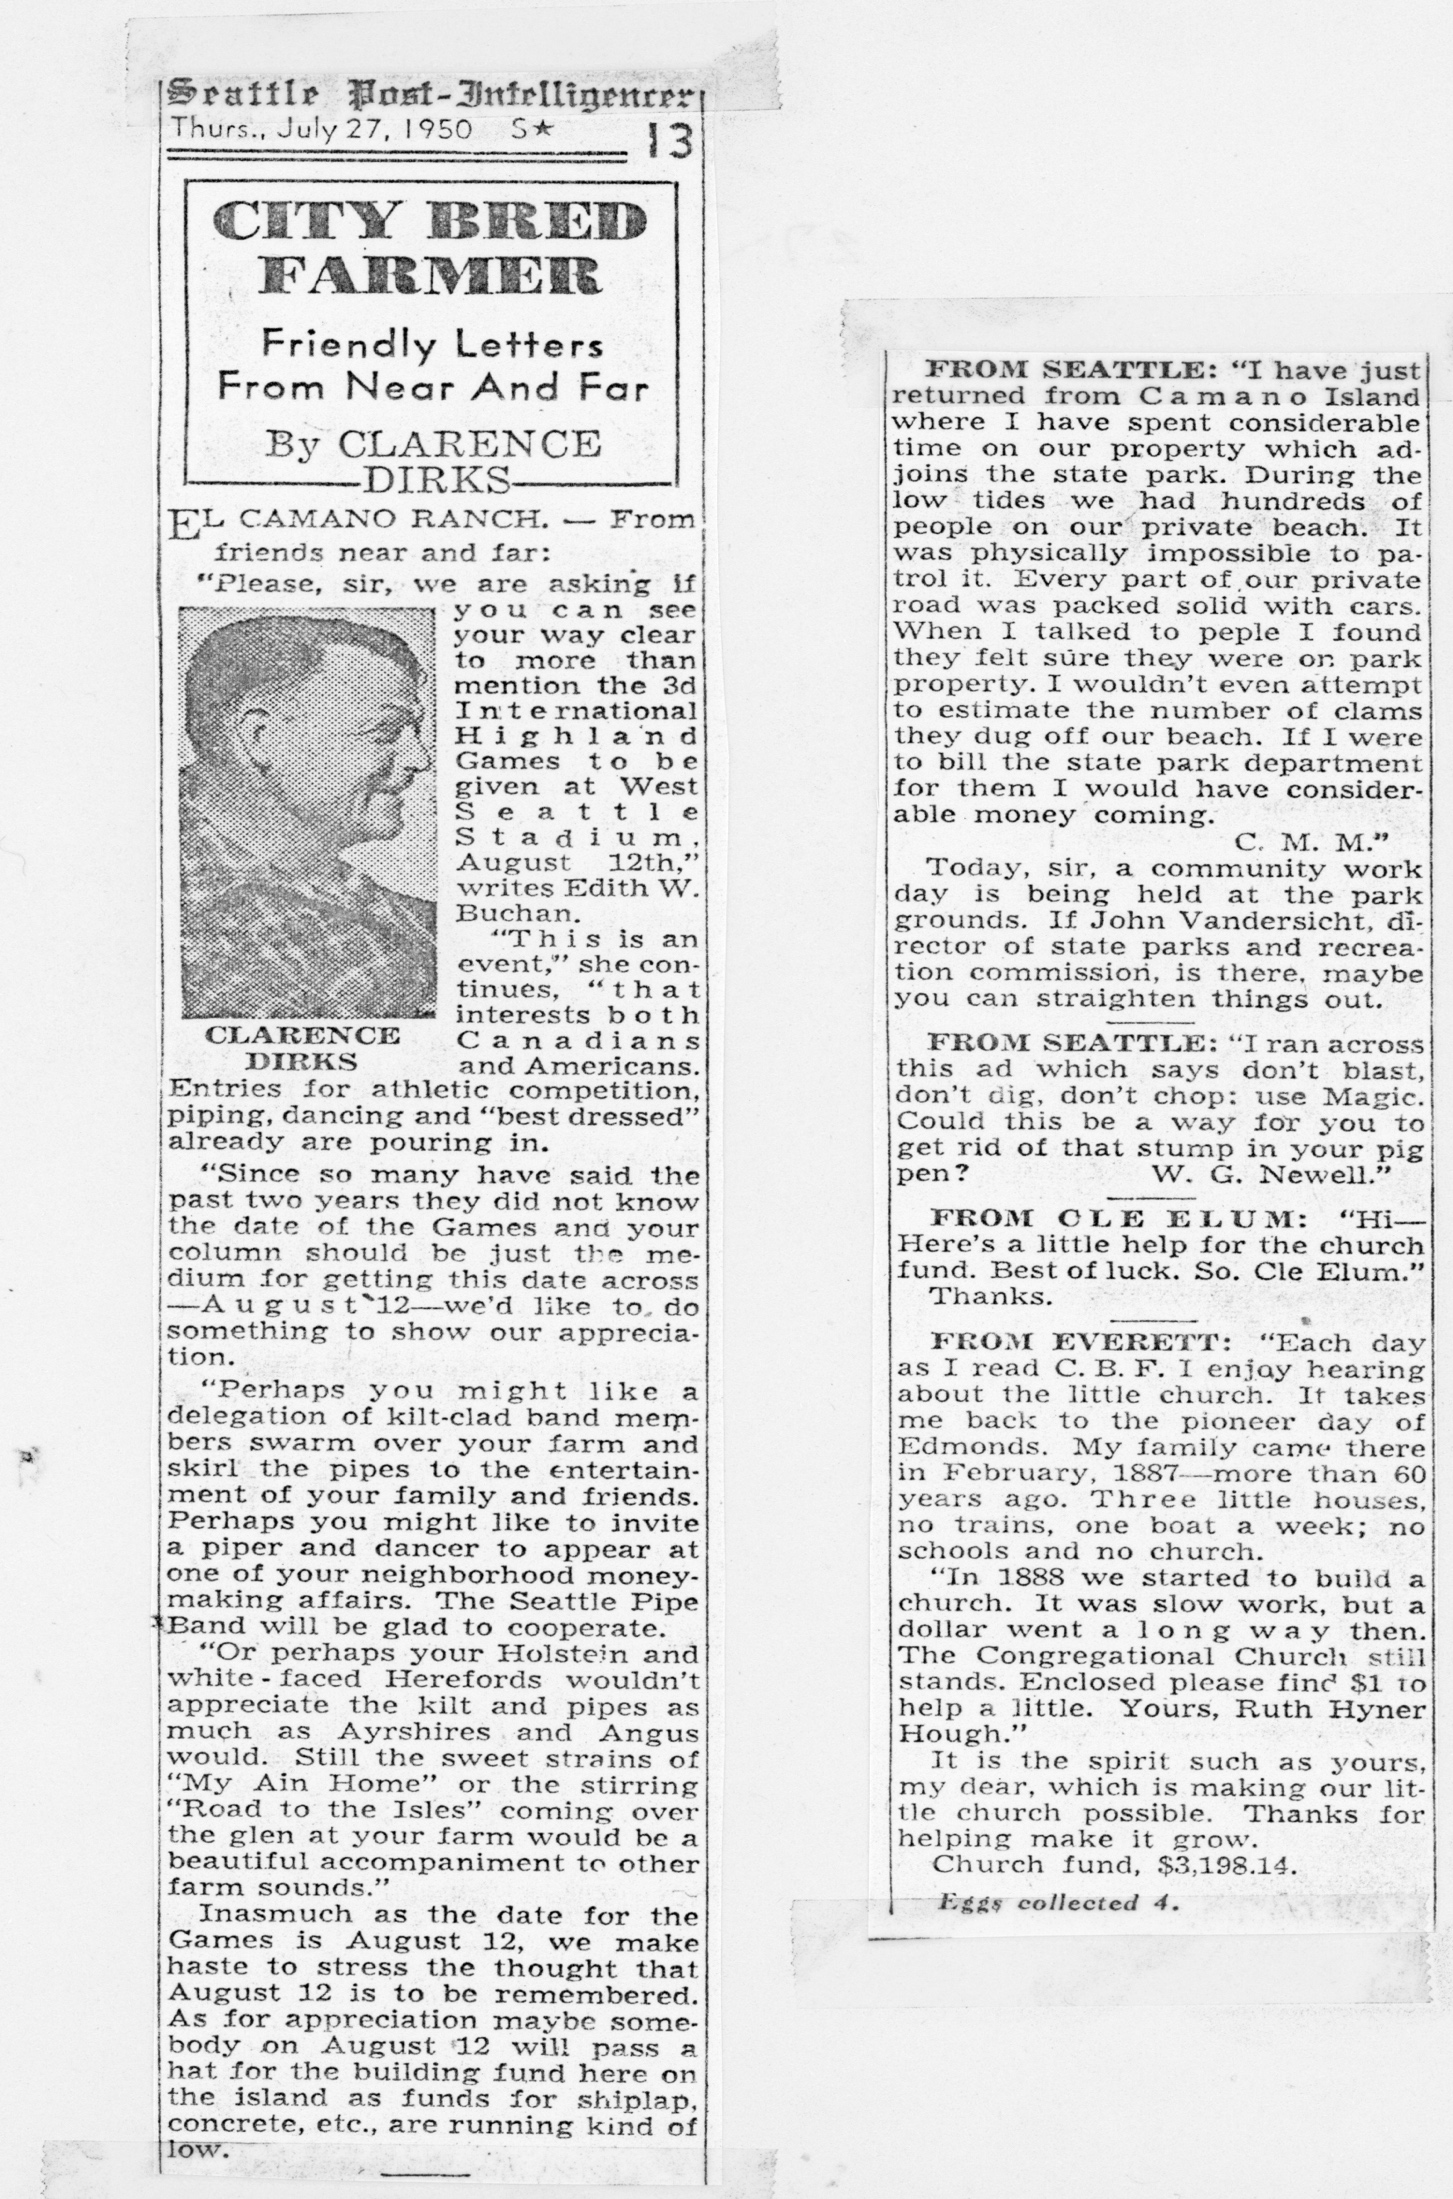 Seattle Post-Intelligencer
Thurs., July 27, 1950 S★ 13
CITY BRED
FARMER
Friendly Letters
From Near And Far
By CLARENCE
DIRKS
EL CAMANO RANCH. — From
friends near and far:
"Please, sir, we are asking if
you can see
your way clear
to more than
mention the 3d
International
Highland
Games to be
given at West
Seattle
Stadium,
August 12th,"
writes Edith W.
Buchan.
"This is an
event," she con-
tinues, "that
interests both
Canadians
and Americans.
CLARENCE
DIRKS
Entries for athletic competition,
piping, dancing and "best dressed"
already are pouring in.
"Since so many have said the
past two years they did not know
the date of the Games and your
column should be just the me-
dium for getting this date across
—August 12—we'd like to do
something to show our apprecia-
tion.
"Perhaps you might like a
delegation of kilt-clad band mem-
bers swarm over your farm and
skirl the pipes to the entertain-
ment of your family and friends.
Perhaps you might like to invite
a piper and dancer to appear at
one of your neighborhood money-
making affairs. The Seattle Pipe
Band will be glad to cooperate.
"Or perhaps your Holstein and
white-faced Herefords wouldn't
appreciate the kilt and pipes as
much as Ayrshires and Angus
would. Still the sweet strains of
"My Ain Home" or the stirring
"Road to the Isles" coming over
the glen at your farm would be a
beautiful accompaniment to other
farm sounds."
Inasmuch as the date for the
Games is August 12, we make
haste to stress the thought that
August 12 is to be remembered.
As for appreciation maybe some-
body on August 12 will pass a
hat for the building fund here on
the island as funds for shiplap,
concrete, etc., are running kind of
low.
FROM SEATTLE: "I have just
returned from Camano Island
where I have spent considerable
time on our property which ad-
joins the state park. During the
low tides we had hundreds of
people on our private beach. It
was physically impossible to pa-
trol it. Every part of our private
road was packed solid with cars.
When I talked to peple I found
they felt sure they were on park
property. I wouldn't even attempt
to estimate the number of clams
they dug off our beach. If I were
to bill the state park department
for them I would have consider-
able money coming.
C. M. M."
Today, sir, a community work
day is being held at the park
grounds. If John Vandersicht, di-
rector of state parks and recrea-
tion commission, is there, maybe
you can straighten things out.
FROM SEATTLE: "I ran across
this ad which says don't blast,
don't dig, don't chop: use Magic.
Could this be a way for you to
get rid of that stump in your pig
pen? W. G. Newell."
FROM CLE ELUM: "Hi—
Here's a little help for the church
fund. Best of luck. So. Cle Elum."
Thanks.
FROM EVERETT: "Each day
as I read C. B. F. I enjoy hearing
about the little church. It takes
me back to the pioneer day of
Edmonds. My family came there
in February, 1887—more than 60
years ago. Three little houses,
no trains, one boat a week; no
schools and no church.
"In 1888 we started to build a
church. It was slow work, but a
dollar went a long way then.
The Congregational Church still
stands. Enclosed please find $1 to
help a little. Yours, Ruth Hyner
Hough."
It is the spirit such as yours,
my dear, which is making our lit-
tle church possible. Thanks for
helping make it grow.
Church fund, $3,198.14.
Eggs collected 4.